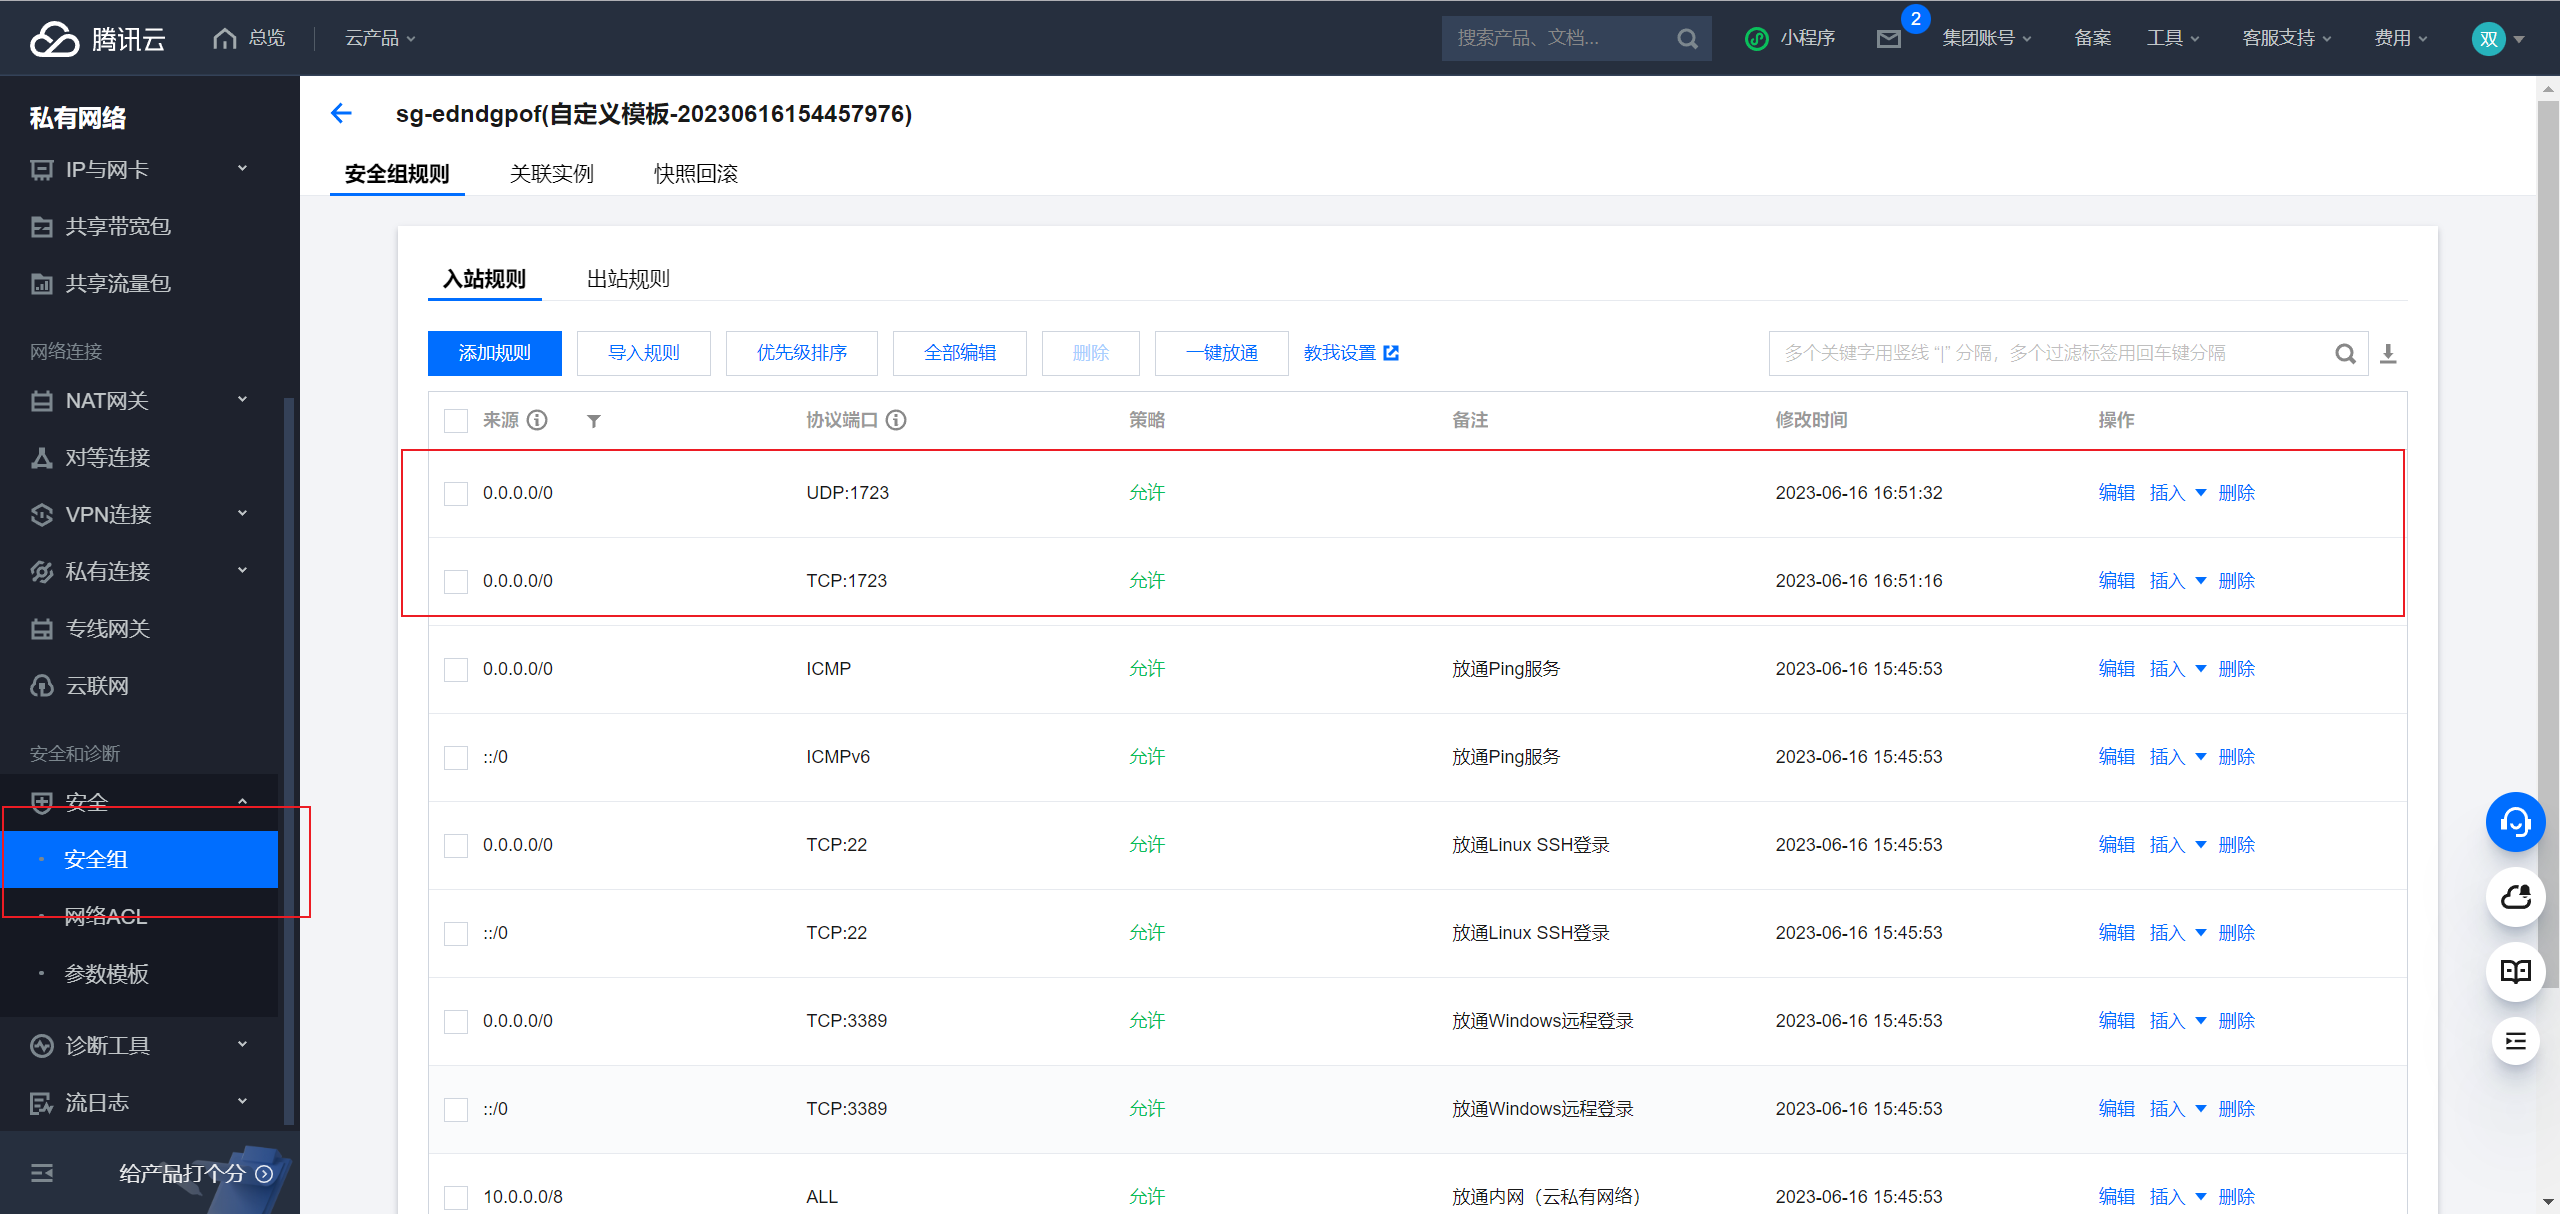 腾讯云 总览 云产品 搜索产品、文档... 小程序 2 集团账号 备案 工具 客服支持 费用 双
私有网络
IP与网卡
共享带宽包
共享流量包
网络连接
NAT网关
对等连接
VPN连接
私有连接
专线网关
云联网
安全和诊断
安全
安全组
网络ACL
参数模板
诊断工具
流日志
给产品打个分
sg-edndgpof(自定义模板-20230616154457976)
安全组规则 关联实例 快照回滚
入站规则 出站规则
添加规则 导入规则 优先级排序 全部编辑 删除 一键放通 教我设置 多个关键字用竖线 “|” 分隔，多个过滤标签用回车键分隔
来源 协议端口 策略 备注 修改时间 操作
0.0.0.0/0 UDP:1723 允许 2023-06-16 16:51:32 编辑 插入 删除
0.0.0.0/0 TCP:1723 允许 2023-06-16 16:51:16 编辑 插入 删除
0.0.0.0/0 ICMP 允许 放通Ping服务 2023-06-16 15:45:53 编辑 插入 删除
::/0 ICMPv6 允许 放通Ping服务 2023-06-16 15:45:53 编辑 插入 删除
0.0.0.0/0 TCP:22 允许 放通Linux SSH登录 2023-06-16 15:45:53 编辑 插入 删除
::/0 TCP:22 允许 放通Linux SSH登录 2023-06-16 15:45:53 编辑 插入 删除
0.0.0.0/0 TCP:3389 允许 放通Windows远程登录 2023-06-16 15:45:53 编辑 插入 删除
::/0 TCP:3389 允许 放通Windows远程登录 2023-06-16 15:45:53 编辑 插入 删除
10.0.0.0/8 ALL 允许 放通内网（云私有网络） 2023-06-16 15:45:53 编辑 插入 删除